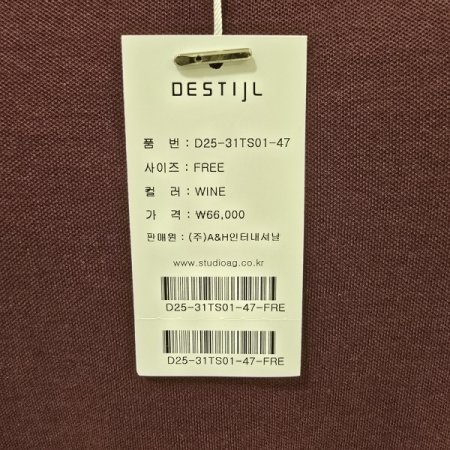 DESTIJL
품 번 : D25-31TS01-47
사이즈 : FREE
컬 러 : WINE
가 격 : ₩66,000
판매원 : (주)A&H인터내셔날
www.studioag.co.kr
D25-31TS01-47-FRE
D25-31TS01-47-FRE